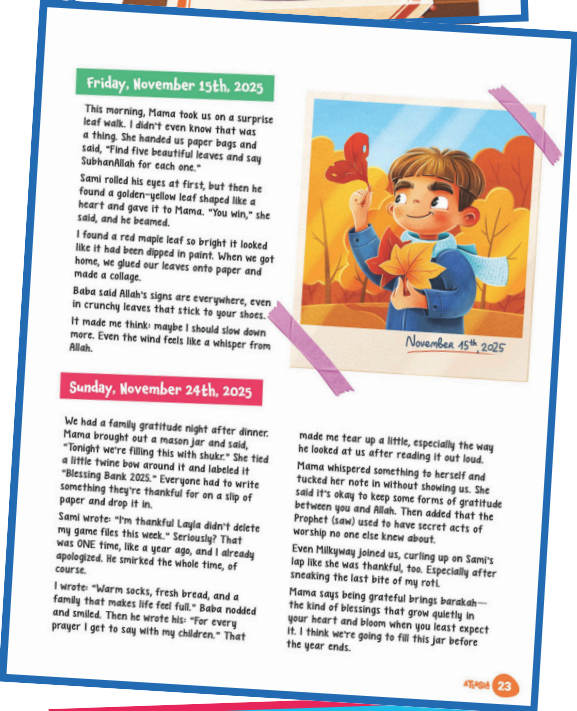 Friday, November 15th, 2025
This morning, Mama took us on a surprise
leaf walk. I didn't even know that was
a thing. She handed us paper bags and
said, "Find five beautiful leaves and say
SubhanAllah for each one."
Sami rolled his eyes at first, but then he
found a golden-yellow leaf shaped like a
heart and gave it to Mama. "You win," she
said, and he beamed.
I found a red maple leaf so bright it looked
like it had been dipped in paint. When we got
home, we glued our leaves onto paper and
made a collage.
Baba said Allah's signs are everywhere, even
in crunchy leaves that stick to your shoes.
It made me think: maybe I should slow down
more. Even the wind feels like a whisper from
Allah.
November 15th, 2025
Sunday, November 24th, 2025
We had a family gratitude night after dinner.
Mama brought out a mason jar and said,
"Tonight we're filling this with shukr." She tied
a little twine bow around it and labeled it
"Blessing Bank 2025." Everyone had to write
something they're thankful for on a slip of
paper and drop it in.
Sami wrote: "I'm thankful Layla didn't delete
my game files this week." Seriously? That
was ONE time, like a year ago, and I already
apologized. He smirked the whole time, of
course.
I wrote: "Warm socks, fresh bread, and a
family that makes life feel full." Baba nodded
and smiled. Then he wrote his: "For every
prayer I get to say with my children." That
made me tear up a little, especially the way
he looked at us after reading it out loud.
Mama whispered something to herself and
tucked her note in without showing us. She
said it's okay to keep some forms of gratitude
between you and Allah. Then added that the
Prophet (saw) used to have secret acts of
worship no one else knew about.
Even Milkyway joined us, curling up on Sami's
lap like she was thankful, too. Especially after
sneaking the last bite of my roti.
Mama says being grateful brings barakah—
the kind of blessings that grow quietly in
your heart and bloom when you least expect
it. I think we're going to fill this jar before
the year ends.
23